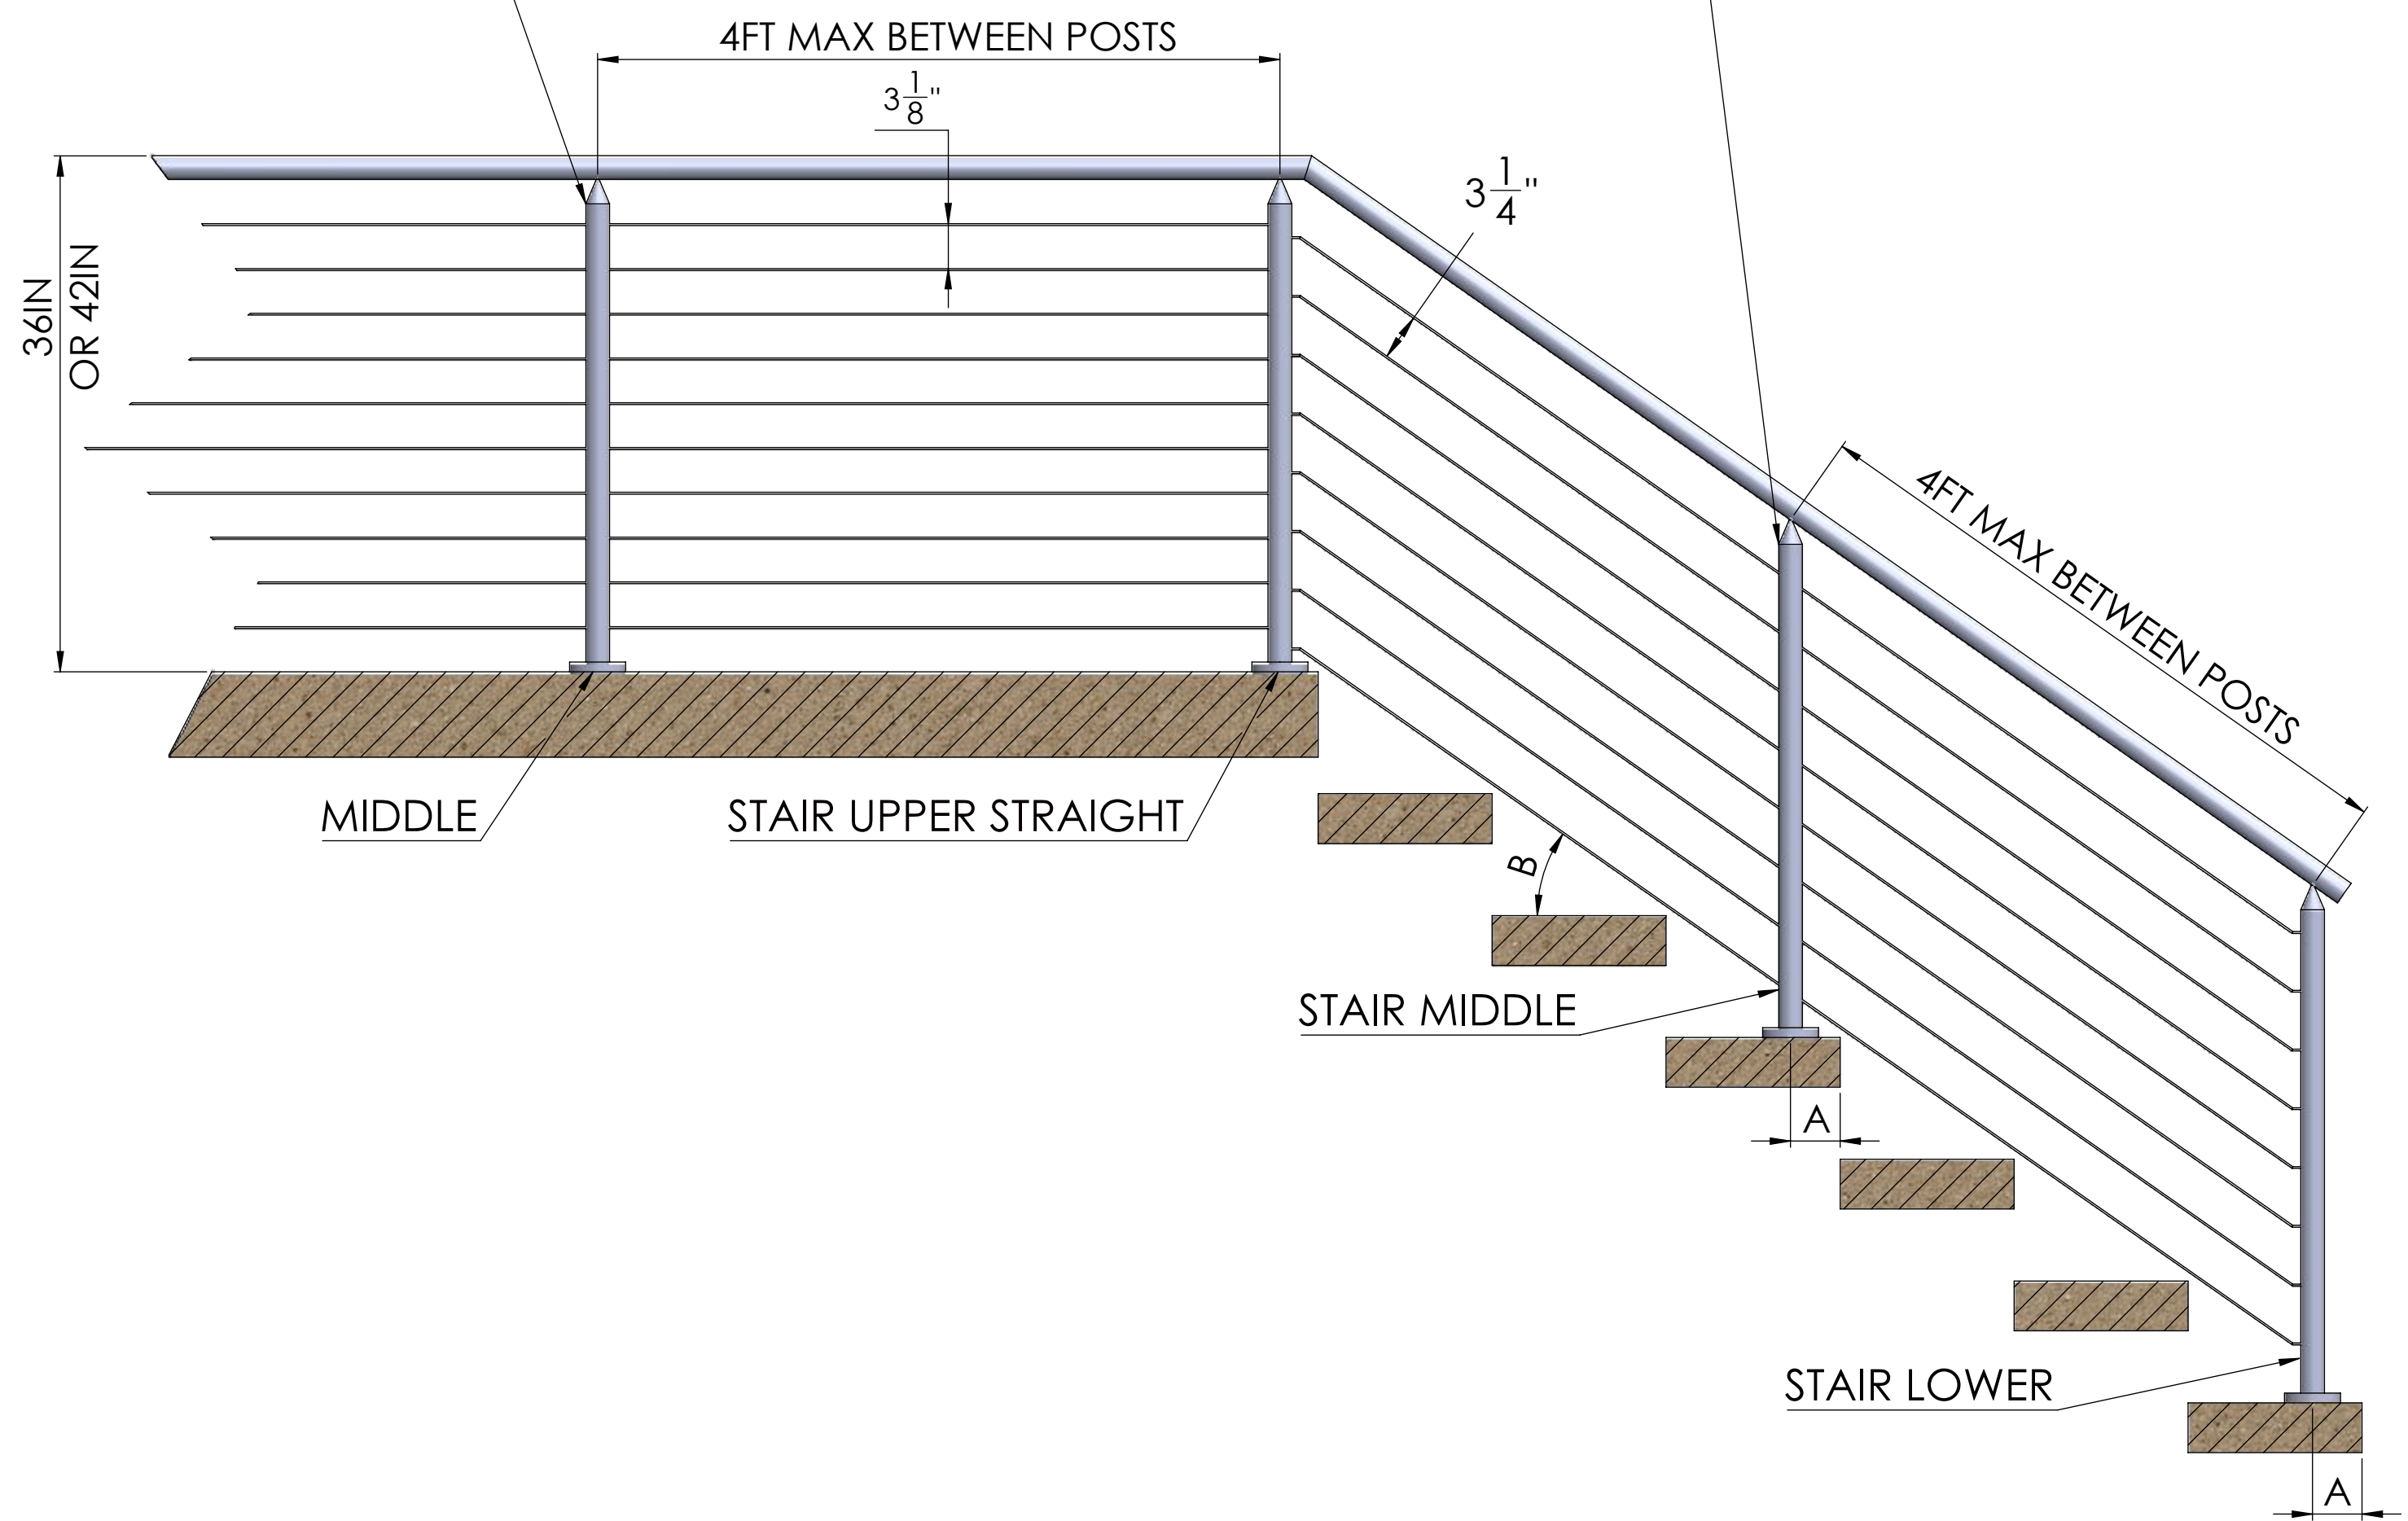 4FT MAX BETWEEN POSTS
3 1/8"
36IN
OR 42IN
3 1/4"
4FT MAX BETWEEN POSTS
MIDDLE
STAIR UPPER STRAIGHT
B
STAIR MIDDLE
A
STAIR LOWER
A